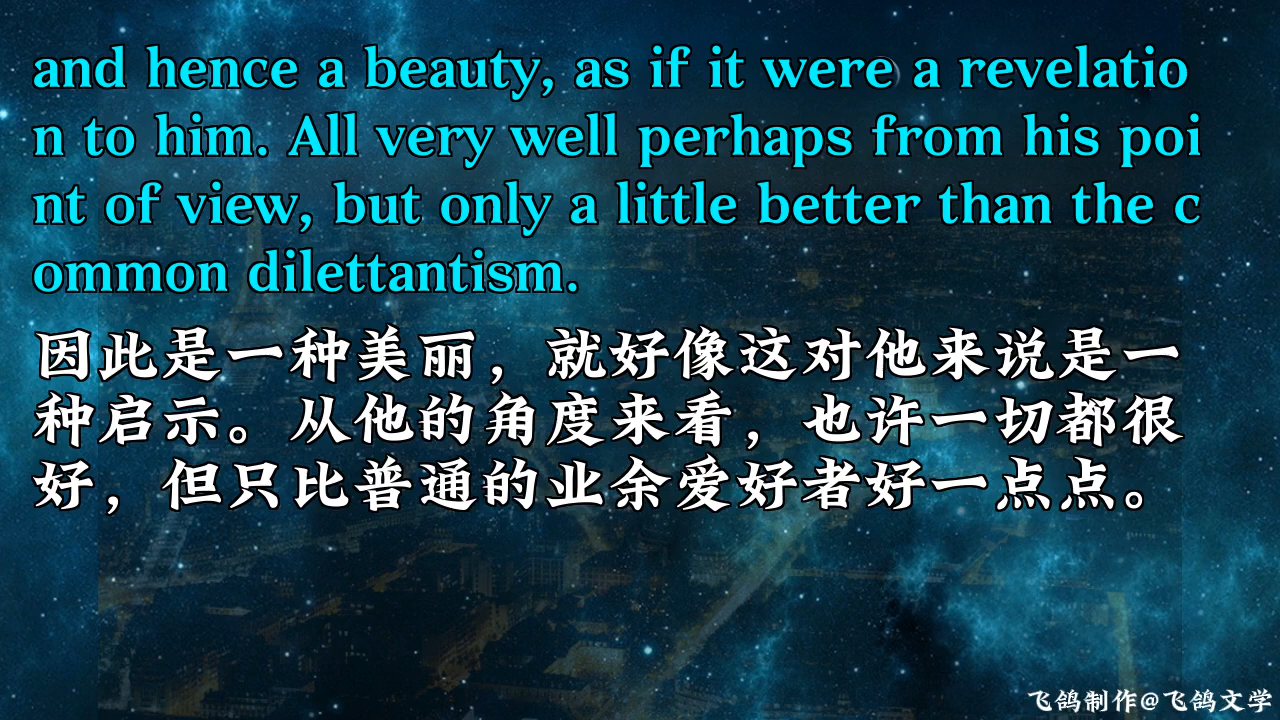 and hence a beauty, as if it were a revelatio
n to him. All very well perhaps from his poi
nt of view, but only a little better than the c
ommon dilettantism.
因此是一种美丽，就好像这对他来说是一
种启示。从他的角度来看，也许一切都很
好，但只比普通的业余爱好者好一点点。
飞鸽制作@飞鸽文学